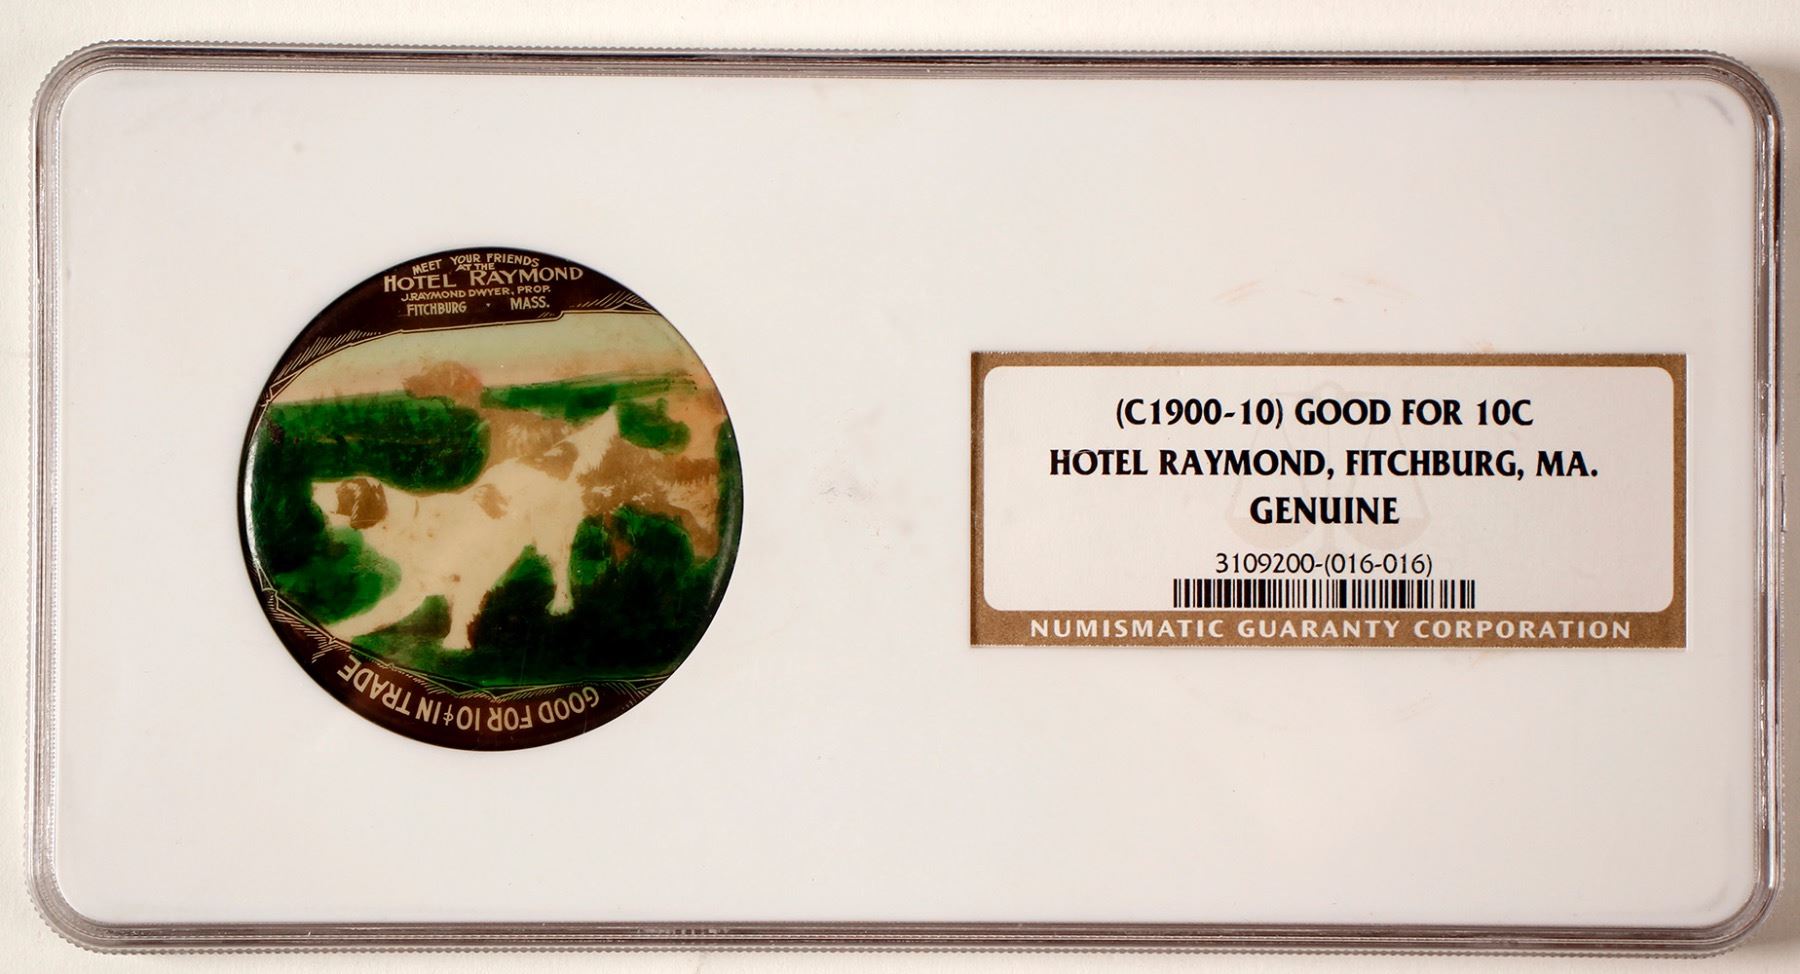 MEET YOUR FRIENDS
AT THE
HOTEL RAYMOND
J. RAYMOND DWYER, PROP.
FITCHBURG · MASS.
GOOD FOR 10¢ IN TRADE
(C1900-10) GOOD FOR 10C
HOTEL RAYMOND, FITCHBURG, MA.
GENUINE
3109200-(016-016)
NUMISMATIC GUARANTY CORPORATION